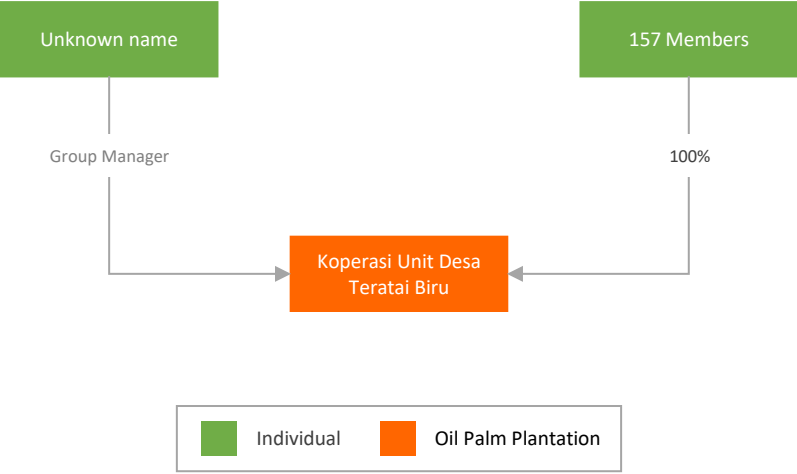 Unknown name
157 Members
Group Manager
100%
Koperasi Unit Desa
Teratai Biru
Individual
Oil Palm Plantation